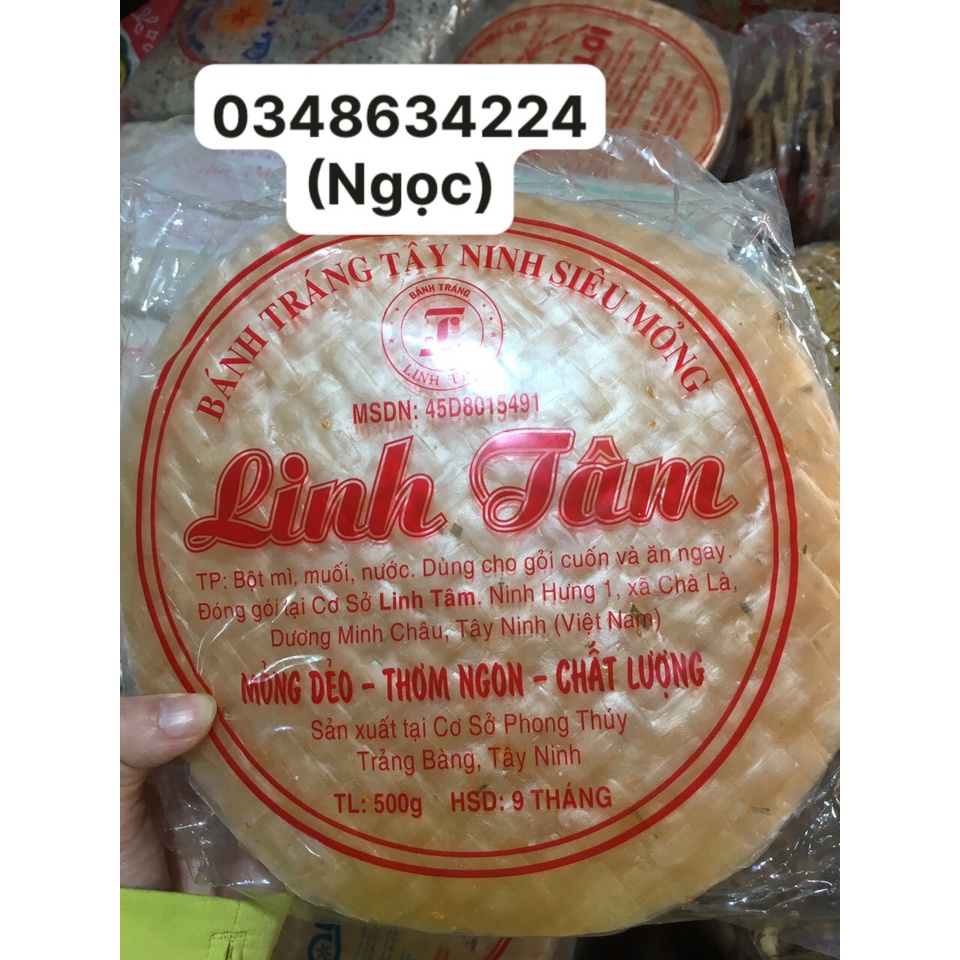 0348634224
(Ngọc)
BÁNH TRÁNG TÂY NINH SIÊU MỎNG
BÁNH TRÁNG
LINH
MSDN: 45D8015491
Linh Tâm
TP: Bột mì, muối, nước. Dùng cho gỏi cuốn và ăn ngay.
Đóng gói tại Cơ Sở Linh Tâm. Ninh Hưng 1, xã Chà Là,
Dương Minh Châu, Tây Ninh (Việt Nam)
MỎNG DẺO - THƠM NGON - CHẤT LƯỢNG
Sản xuất tại Cơ Sở Phong Thúy
Trảng Bàng, Tây Ninh
TL: 500g HSD: 9 THÁNG